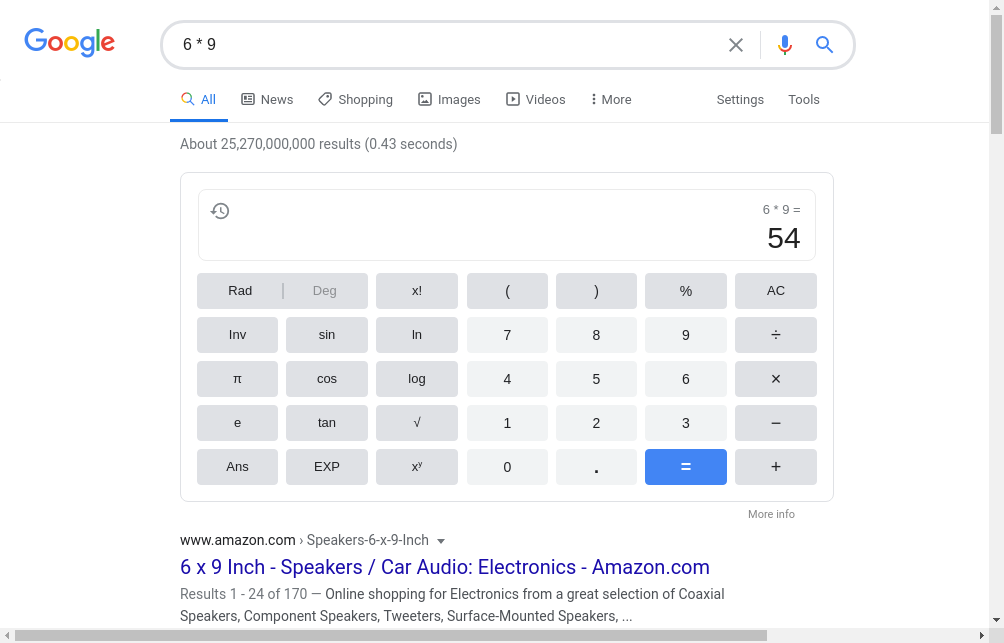 Google
6 * 9
All
News
Shopping
Images
Videos
More
Settings
Tools
About 25,270,000,000 results (0.43 seconds)
6 * 9 =
54
Rad | Deg x! ( ) % AC
Inv sin ln 7 8 9 ÷
π cos log 4 5 6 ×
e tan √ 1 2 3 −
Ans EXP xʸ 0 . = +
More info
www.amazon.com › Speakers-6-x-9-Inch
6 x 9 Inch - Speakers / Car Audio: Electronics - Amazon.com
Results 1 - 24 of 170 — Online shopping for Electronics from a great selection of Coaxial
Speakers, Component Speakers, Tweeters, Surface-Mounted Speakers, ...